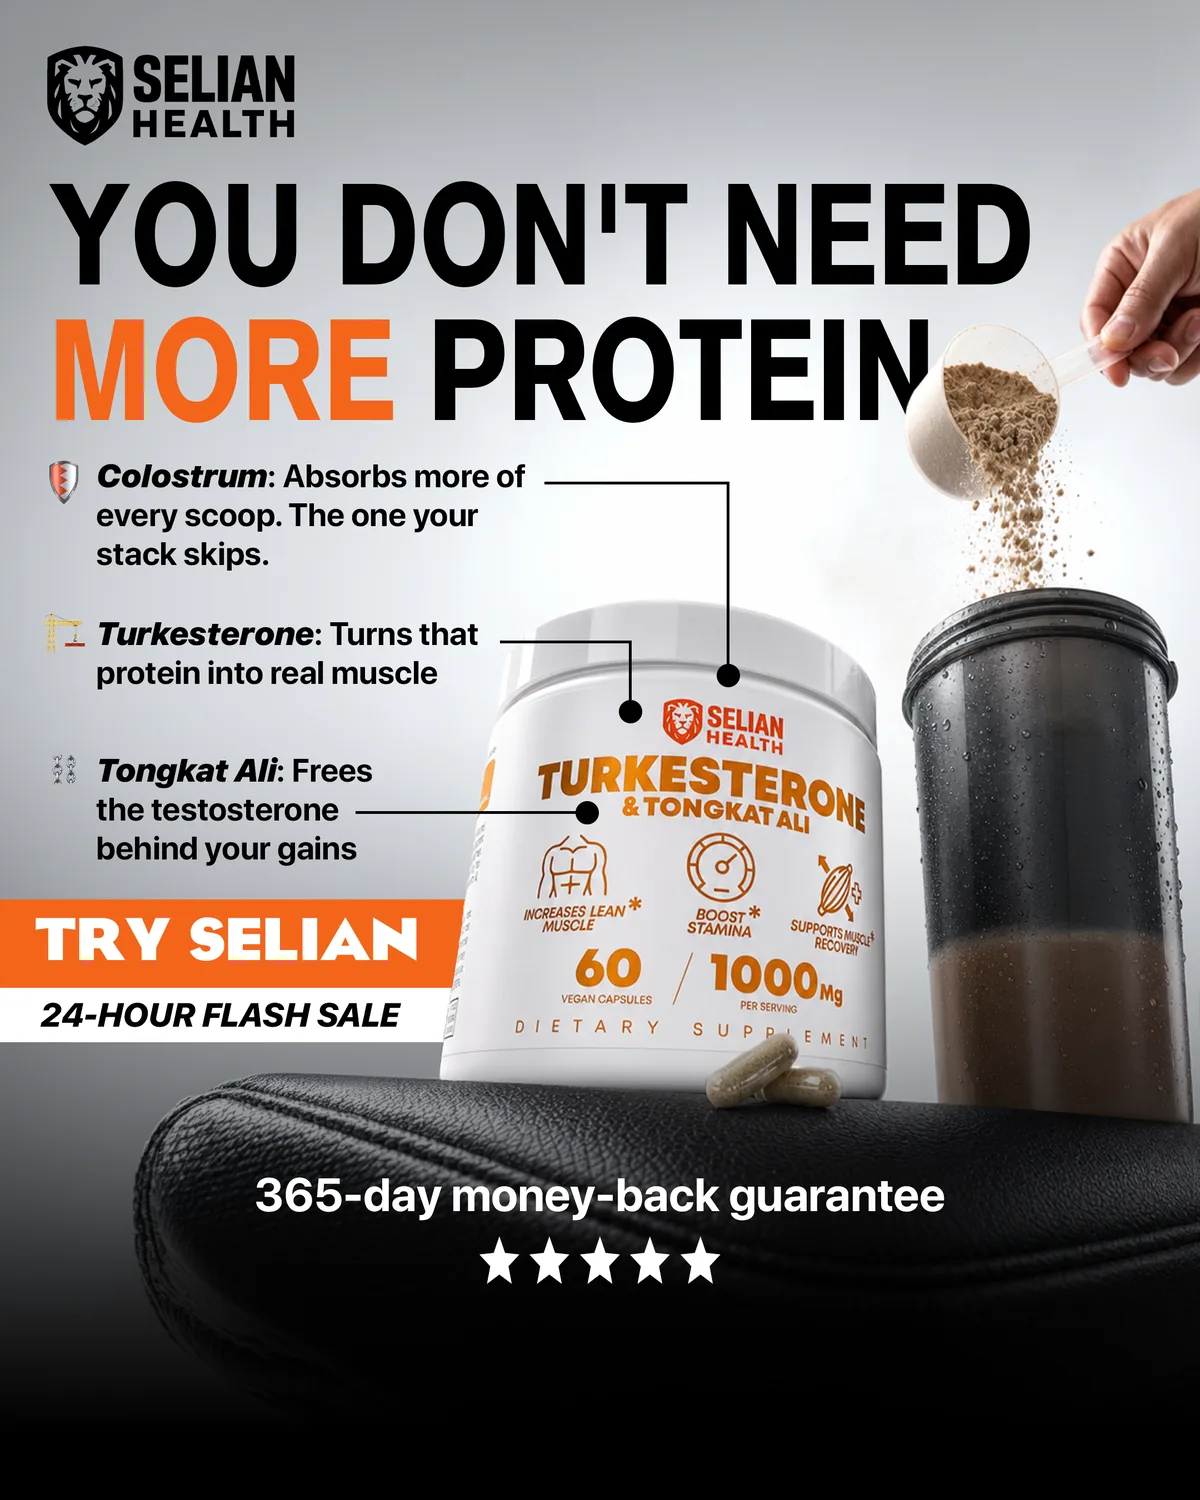 SELIAN
HEALTH
YOU DON'T NEED
MORE PROTEIN
Colostrum: Absorbs more of
every scoop. The one your
stack skips.
Turkesterone: Turns that
protein into real muscle
Tongkat Ali: Frees
the testosterone
behind your gains
TRY SELIAN
24-HOUR FLASH SALE
SELIAN
HEALTH
TURKESTERONE
& TONGKAT ALI
INCREASES LEAN*
MUSCLE
BOOST*
STAMINA
SUPPORTS MUSCLE*
RECOVERY
60
VEGAN CAPSULES
1000Mg
PER SERVING
DIETARY SUPPLEMENT
365-day money-back guarantee